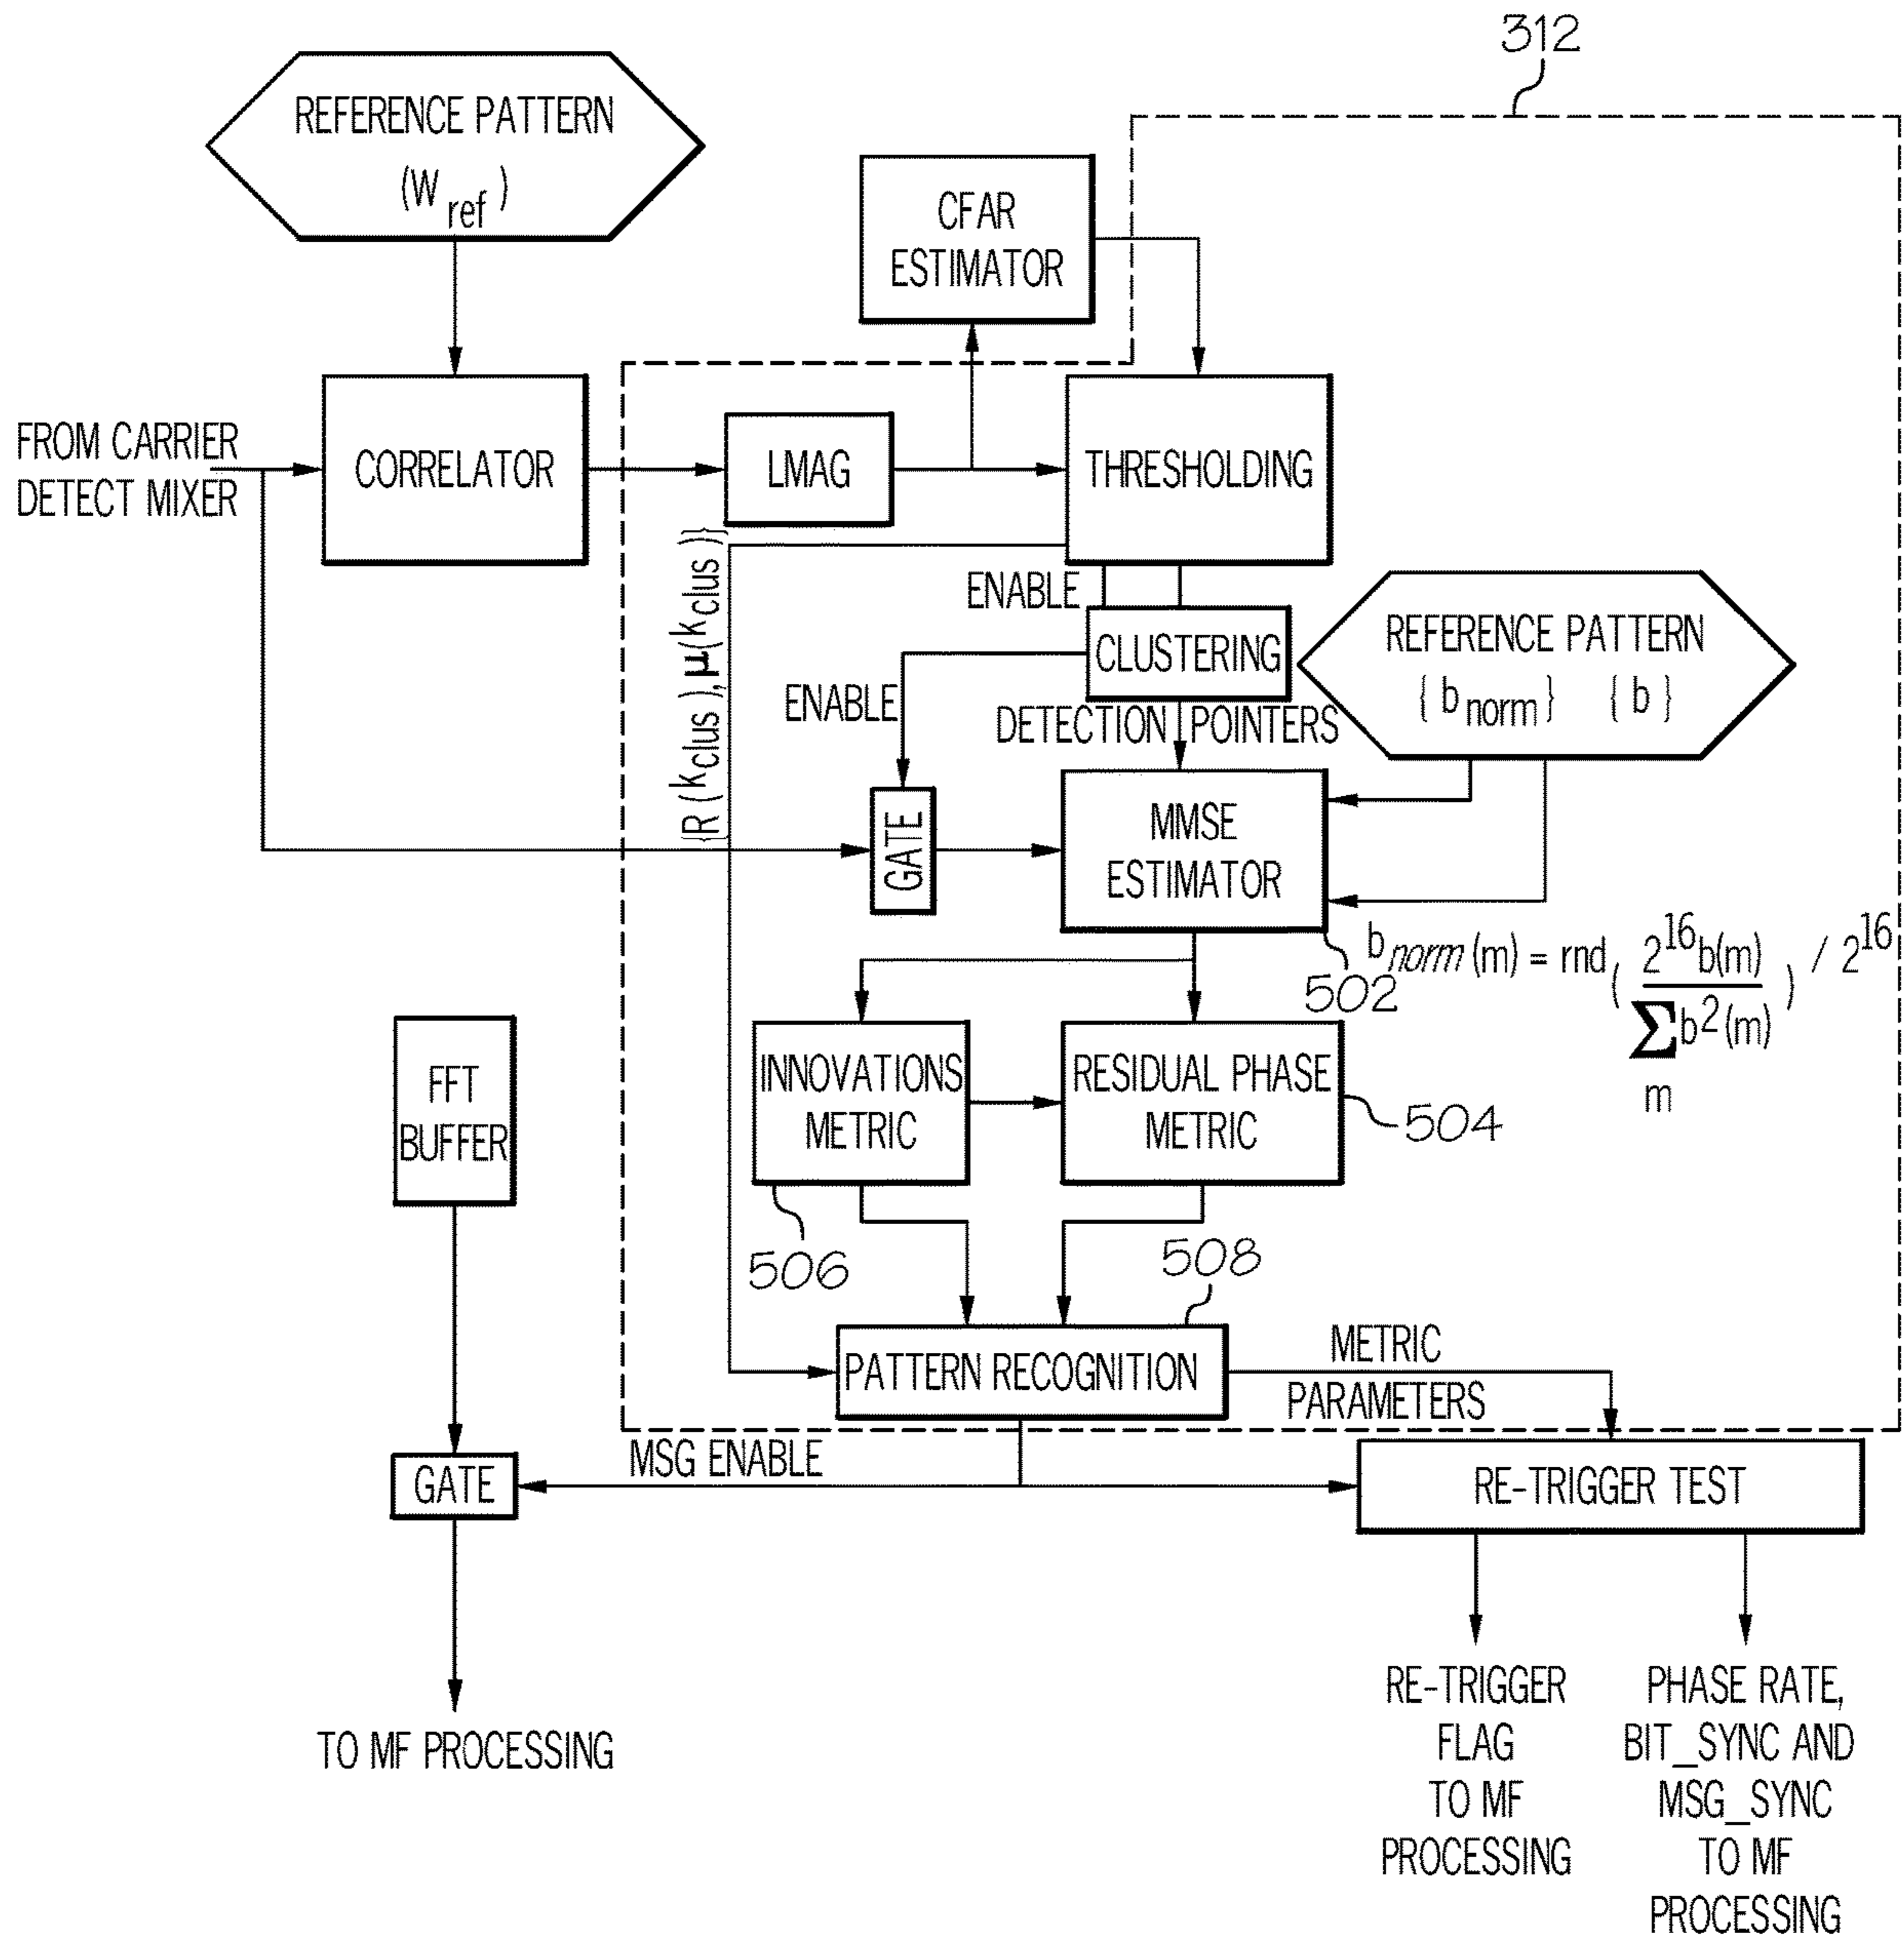 312
REFERENCE PATTERN
(W ref)
CFAR
ESTIMATOR
FROM CARRIER
DETECT MIXER
CORRELATOR
LMAG
THRESHOLDING
{R(k clus), μ(k clus)}
ENABLE
CLUSTERING
REFERENCE PATTERN
{ b norm } { b }
ENABLE
DETECTION POINTERS
GATE
MMSE
ESTIMATOR
502
b norm (m) = rnd ( 2^16 b(m) / Σ b^2(m) ) / 2^16
m
FFT
BUFFER
INNOVATIONS
METRIC
RESIDUAL PHASE
METRIC
504
506
508
PATTERN RECOGNITION
METRIC
PARAMETERS
MSG ENABLE
GATE
RE-TRIGGER TEST
TO MF PROCESSING
RE-TRIGGER
FLAG
TO MF
PROCESSING
PHASE RATE,
BIT_SYNC AND
MSG_SYNC
TO MF
PROCESSING